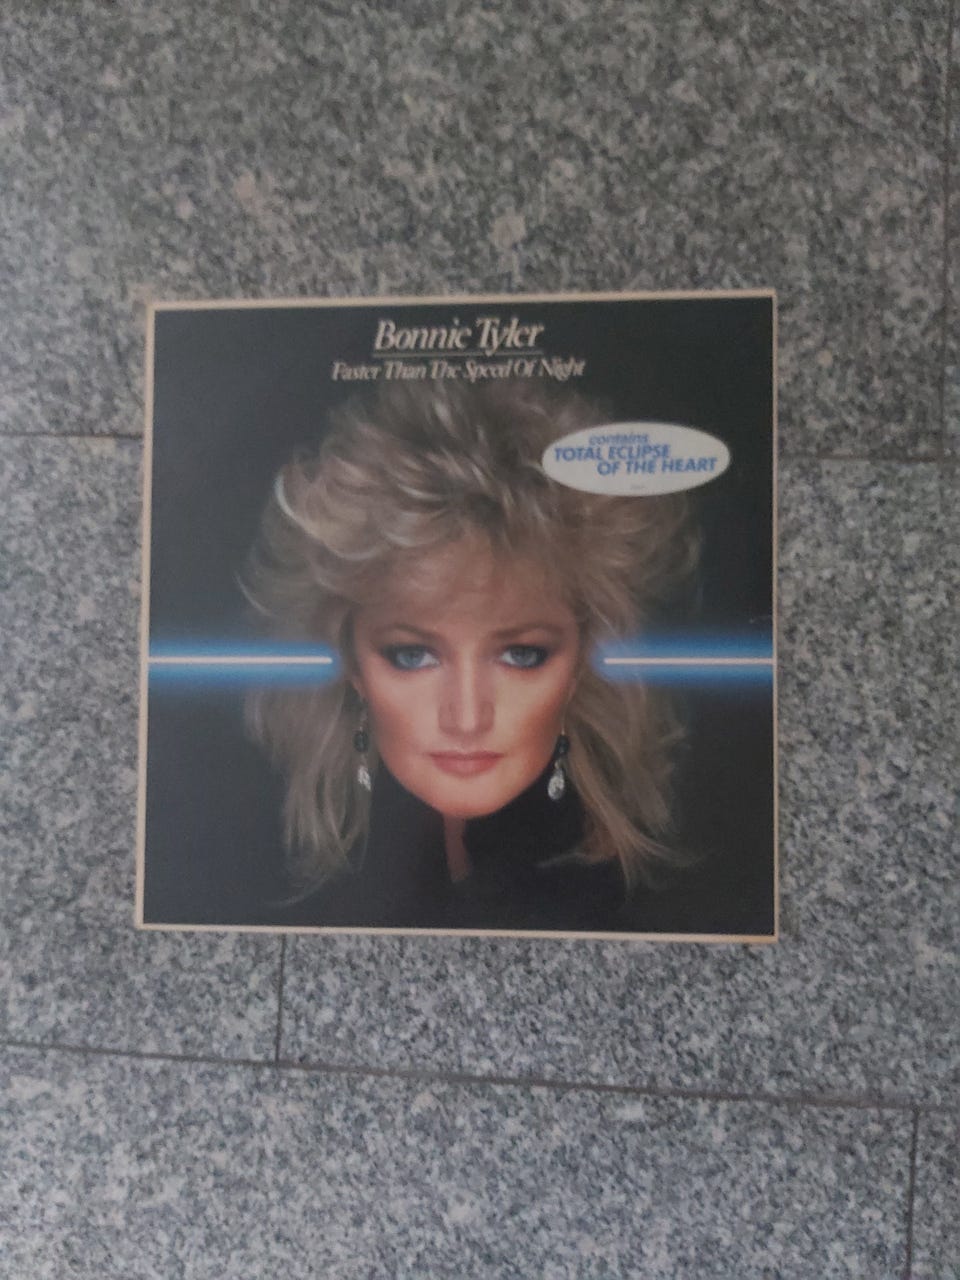 Bonnie Tyler
Faster Than The Speed Of Night
contains
TOTAL ECLIPSE
OF THE HEART